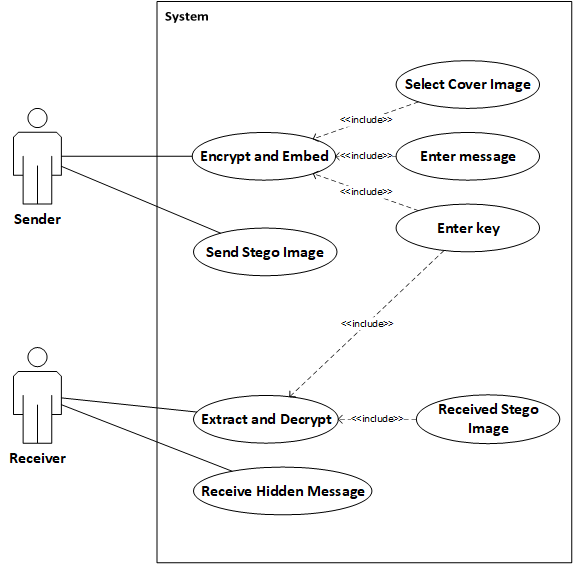 System
Select Cover Image
<<include>>
Encrypt and Embed
<<include>>
Enter message
<<include>>
Sender
Enter key
Send Stego Image
<<include>>
Extract and Decrypt
<<include>>
Received Stego
Image
Receiver
Receive Hidden Message